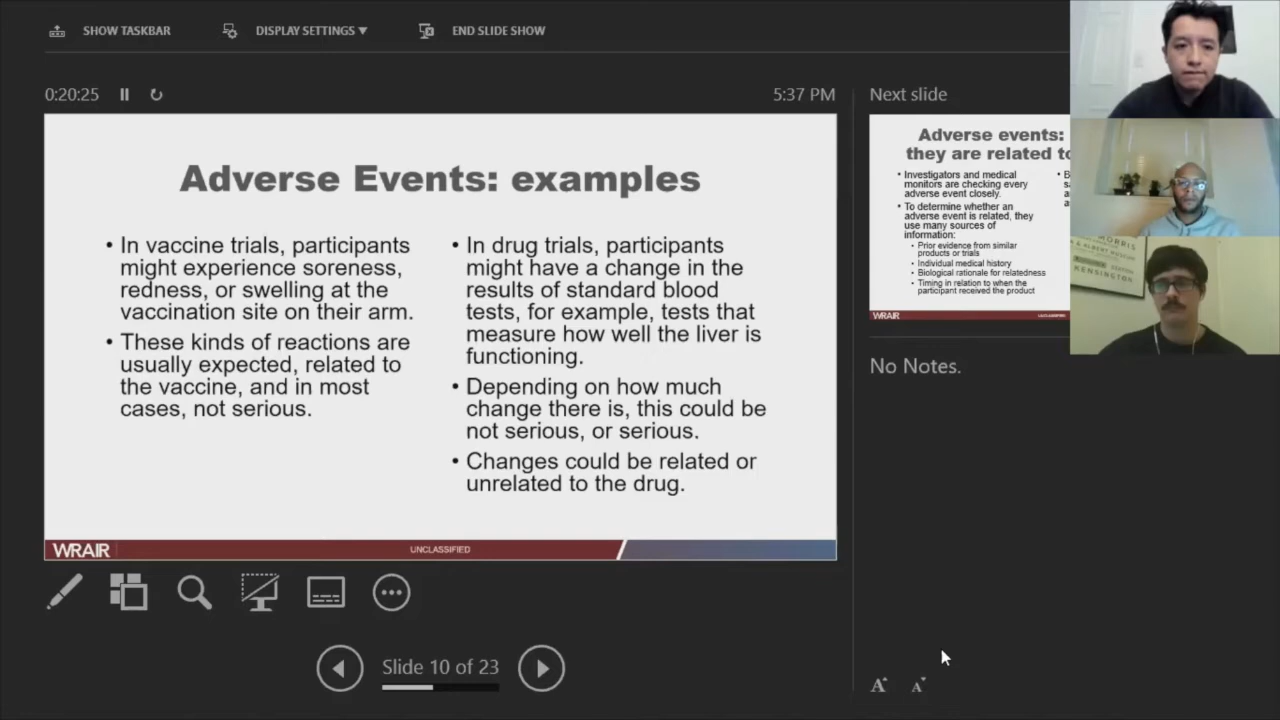 SHOW TASKBAR
DISPLAY SETTINGS
END SLIDE SHOW
0:20:25
5:37 PM
Adverse Events: examples
• In vaccine trials, participants
might experience soreness,
redness, or swelling at the
vaccination site on their arm.
• These kinds of reactions are
usually expected, related to
the vaccine, and in most
cases, not serious.
• In drug trials, participants
might have a change in the
results of standard blood
tests, for example, tests that
measure how well the liver is
functioning.
• Depending on how much
change there is, this could be
not serious, or serious.
• Changes could be related or
unrelated to the drug.
WRAIR
UNCLASSIFIED
Slide 10 of 23
Next slide
Adverse events:
they are related to
• Investigators and medical
monitors are checking every
adverse event closely.
• To determine whether an
adverse event is related, they
use many sources of
information:
• Prior evidence from similar
products or trials
• Individual medical history
• Biological rationale for relatedness
• Timing in relation to when the
participant received the product
WRAIR
UNCLASSIFIED
No Notes.
A
A
MORRIS
& ALBERT MUSEUM
KENSINGTON